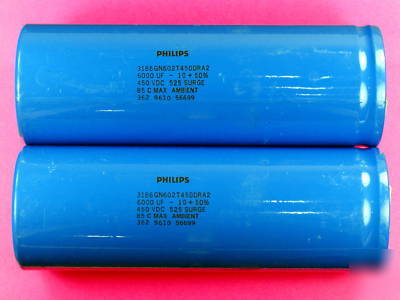 PHILIPS
3186GN602T450DRA2
6000 UF - 10 + 50%
450 VDC 525 SURGE
85 C MAX AMBIENT
362 9610 56699
PHILIPS
3186GN602T450DRA2
6000 UF - 10 + 50%
450 VDC 525 SURGE
85 C MAX AMBIENT
362 9610 56699